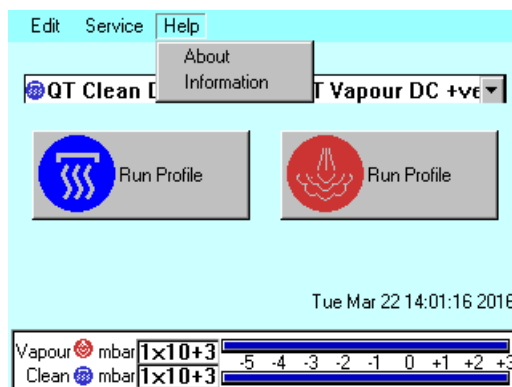 Edit Service Help
About
Information
QT Clean D T Vapour DC +ve
Run Profile Run Profile
Tue Mar 22 14:01:16 2016
Vapour mbar 1x10+3
-5 -4 -3 -2 -1 0 +1 +2 +3
Clean mbar 1x10+3